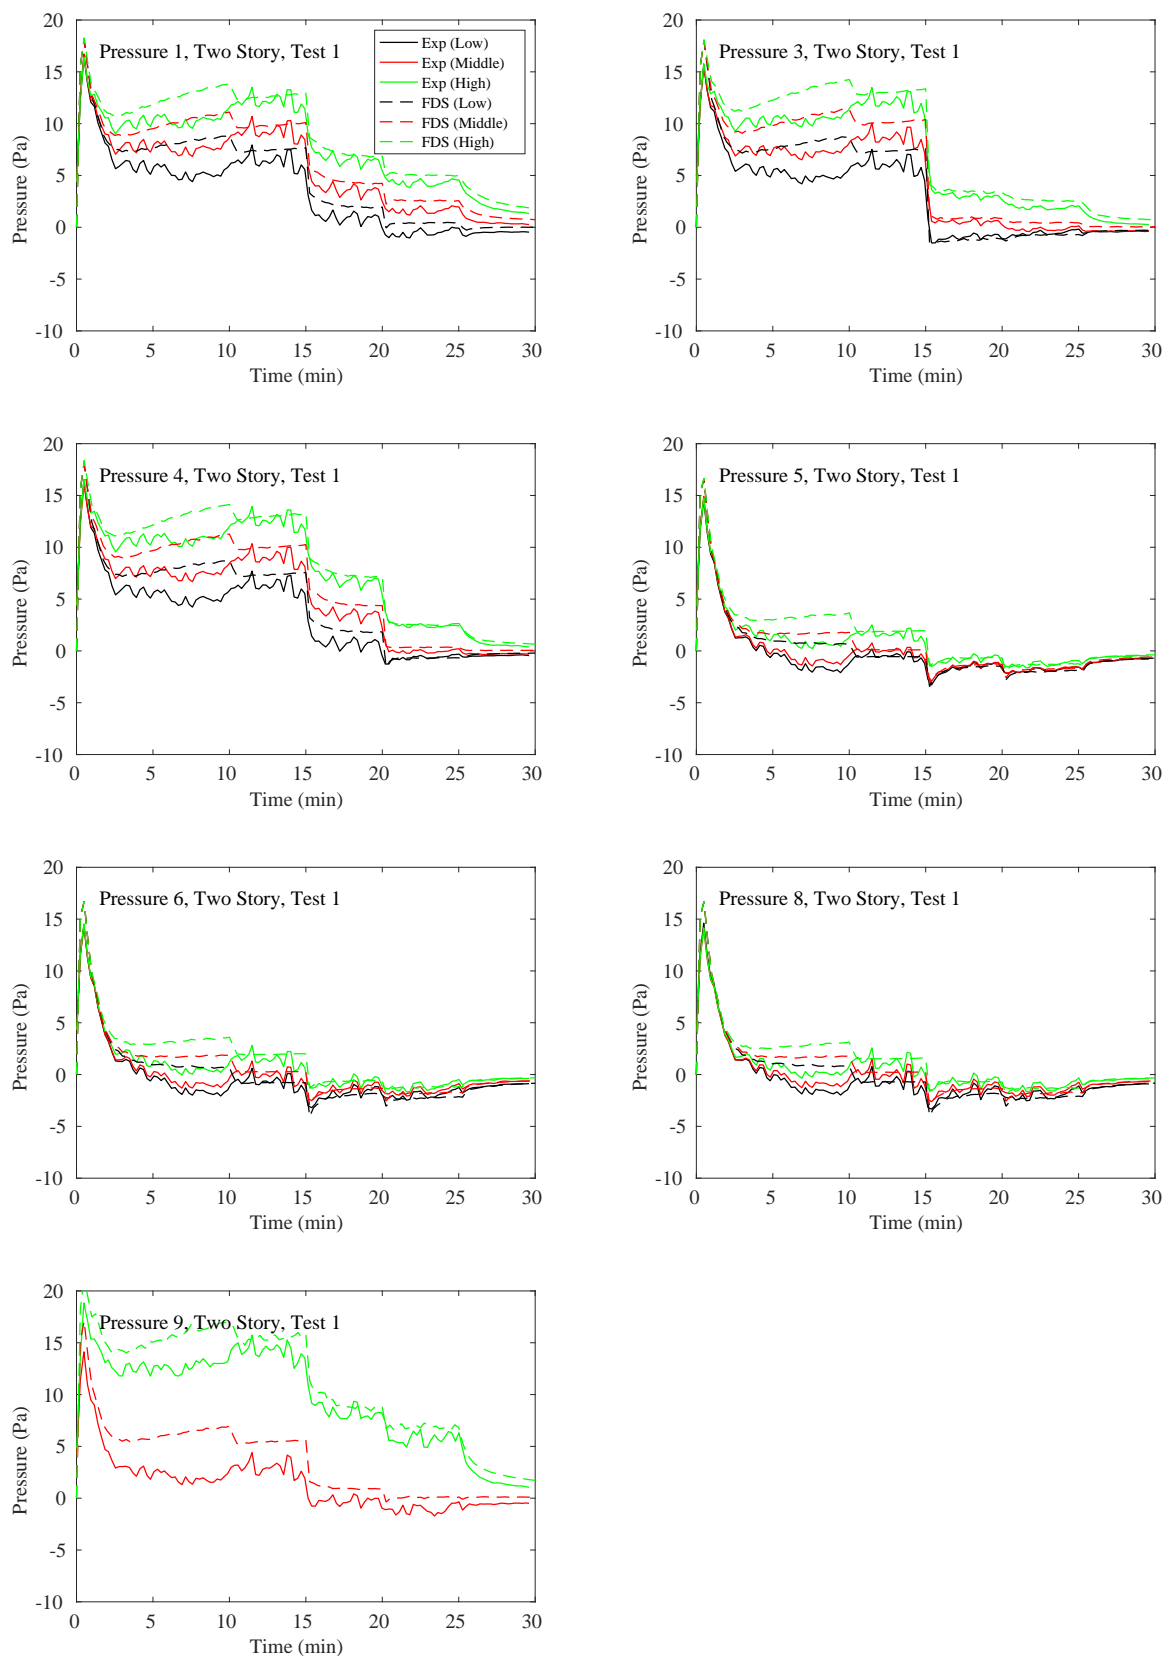 Pressure 1, Two Story, Test 1
Exp (Low)
Exp (Middle)
Exp (High)
FDS (Low)
FDS (Middle)
FDS (High)
20
15
10
5
0
-5
-10
Pressure (Pa)
0 5 10 15 20 25 30
Time (min)
Pressure 3, Two Story, Test 1
20
15
10
5
0
-5
-10
Pressure (Pa)
0 5 10 15 20 25 30
Time (min)
Pressure 4, Two Story, Test 1
20
15
10
5
0
-5
-10
Pressure (Pa)
0 5 10 15 20 25 30
Time (min)
Pressure 5, Two Story, Test 1
20
15
10
5
0
-5
-10
Pressure (Pa)
0 5 10 15 20 25 30
Time (min)
Pressure 6, Two Story, Test 1
20
15
10
5
0
-5
-10
Pressure (Pa)
0 5 10 15 20 25 30
Time (min)
Pressure 8, Two Story, Test 1
20
15
10
5
0
-5
-10
Pressure (Pa)
0 5 10 15 20 25 30
Time (min)
Pressure 9, Two Story, Test 1
20
15
10
5
0
-5
-10
Pressure (Pa)
0 5 10 15 20 25 30
Time (min)